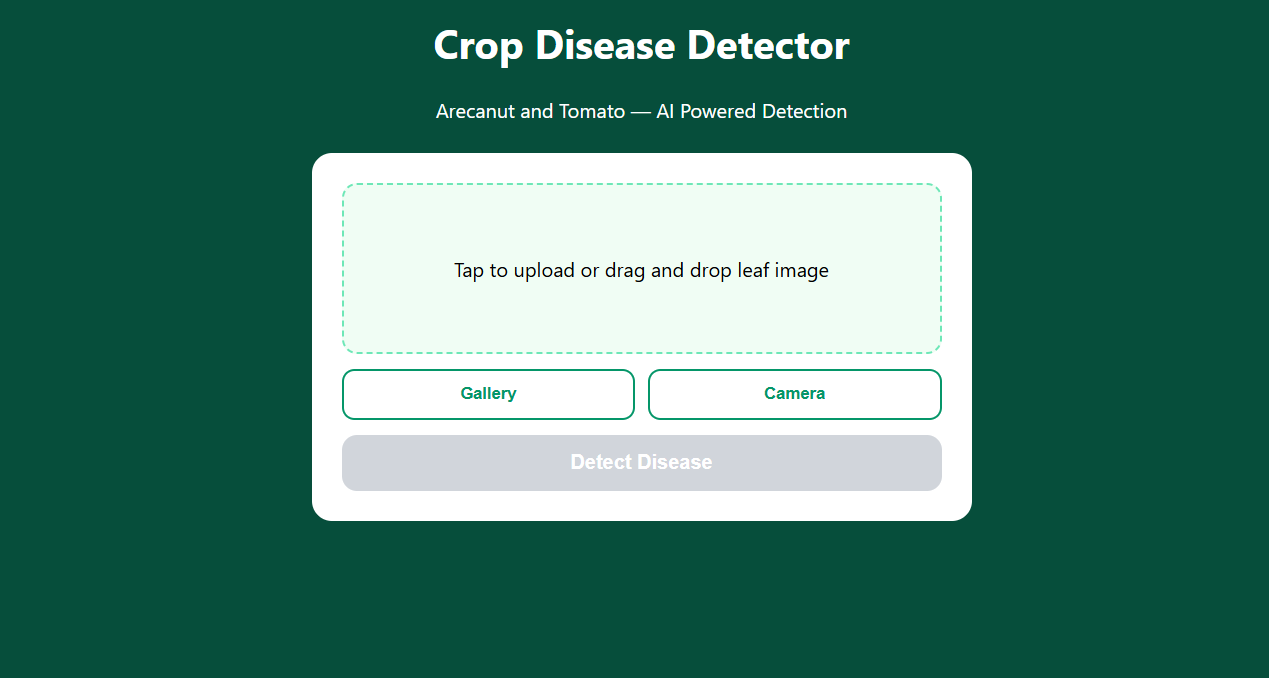 Crop Disease Detector
Arecanut and Tomato — AI Powered Detection
Tap to upload or drag and drop leaf image
Gallery
Camera
Detect Disease